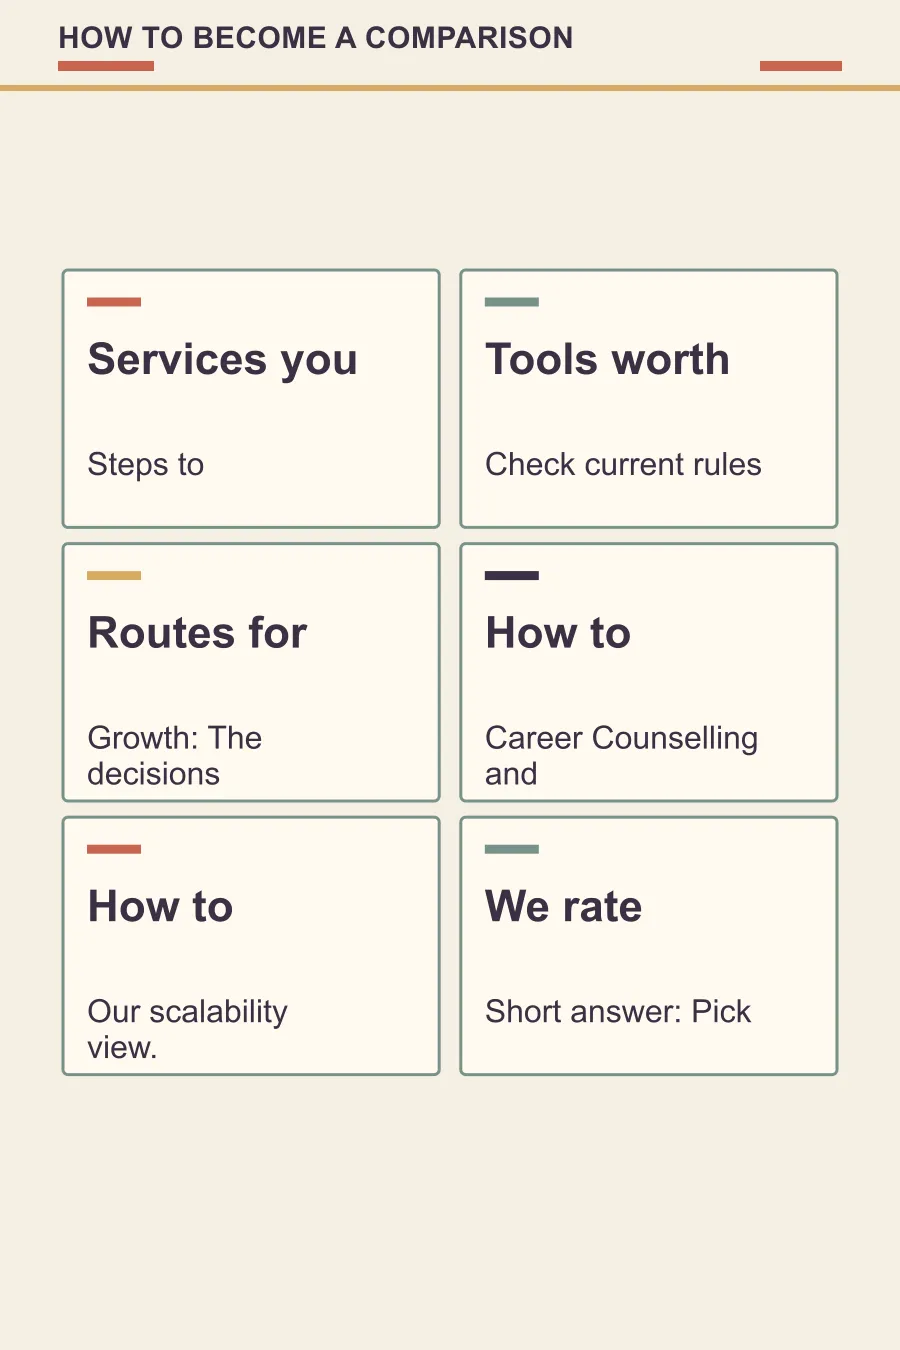 HOW TO BECOME A COMPARISON
Services you
Steps to
Tools worth
Check current rules
Routes for
Growth: The
decisions
How to
Career Counselling
and
How to
Our scalability
view.
We rate
Short answer: Pick